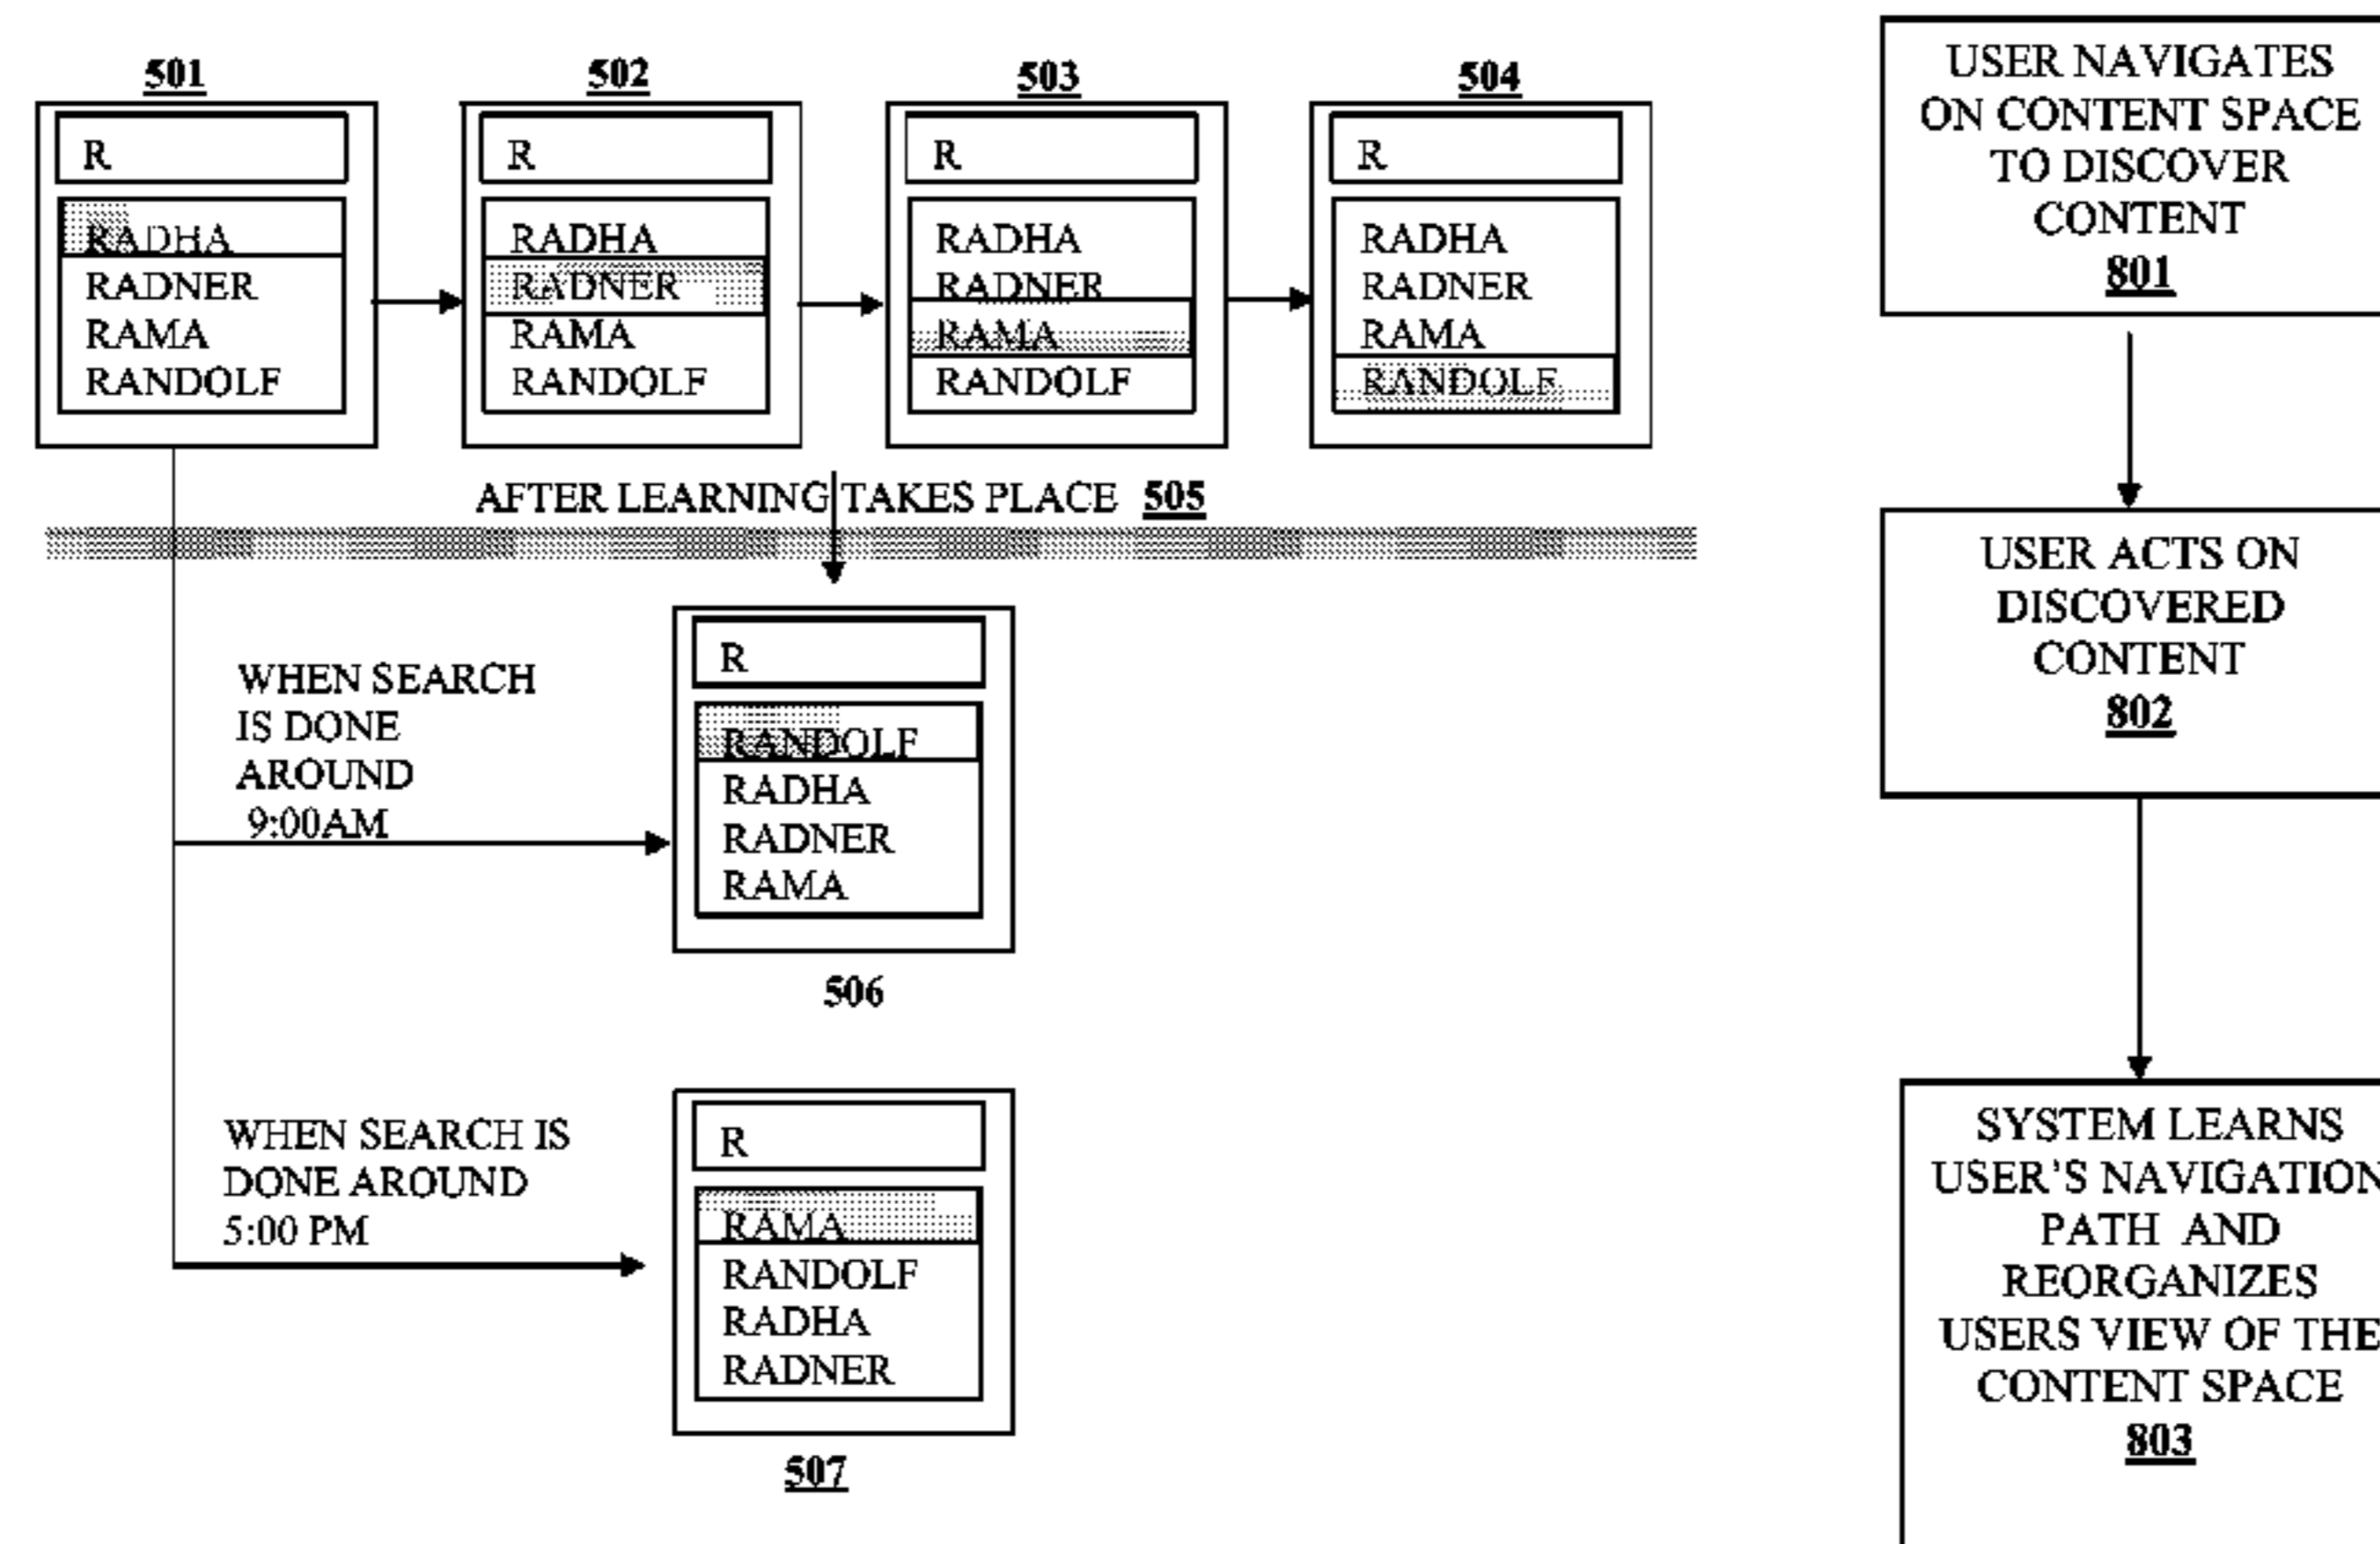 501
R
RADHA
RADNER
RAMA
RANDOLF
502
R
RADHA
RADNER
RAMA
RANDOLF
503
R
RADHA
RADNER
RAMA
RANDOLF
504
R
RADHA
RADNER
RAMA
RANDOLF
AFTER LEARNING TAKES PLACE 505
WHEN SEARCH
IS DONE
AROUND
9:00AM
R
RANDOLF
RADHA
RADNER
RAMA
506
WHEN SEARCH IS
DONE AROUND
5:00 PM
R
RAMA
RANDOLF
RADHA
RADNER
507
USER NAVIGATES
ON CONTENT SPACE
TO DISCOVER
CONTENT
801
USER ACTS ON
DISCOVERED
CONTENT
802
SYSTEM LEARNS
USER'S NAVIGATION
PATH AND
REORGANIZES
USERS VIEW OF THE
CONTENT SPACE
803